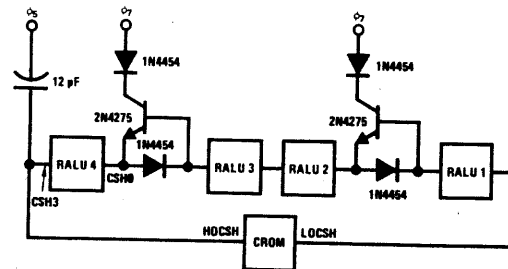 ϕ5
ϕ7
ϕ7
1N4454
1N4454
12 pF
2N4275
2N4275
1N4454
RALU 4
CSH0
RALU 3
RALU 2
1N4454
RALU 1
CSH3
HOCSH
CROM
LOCSH